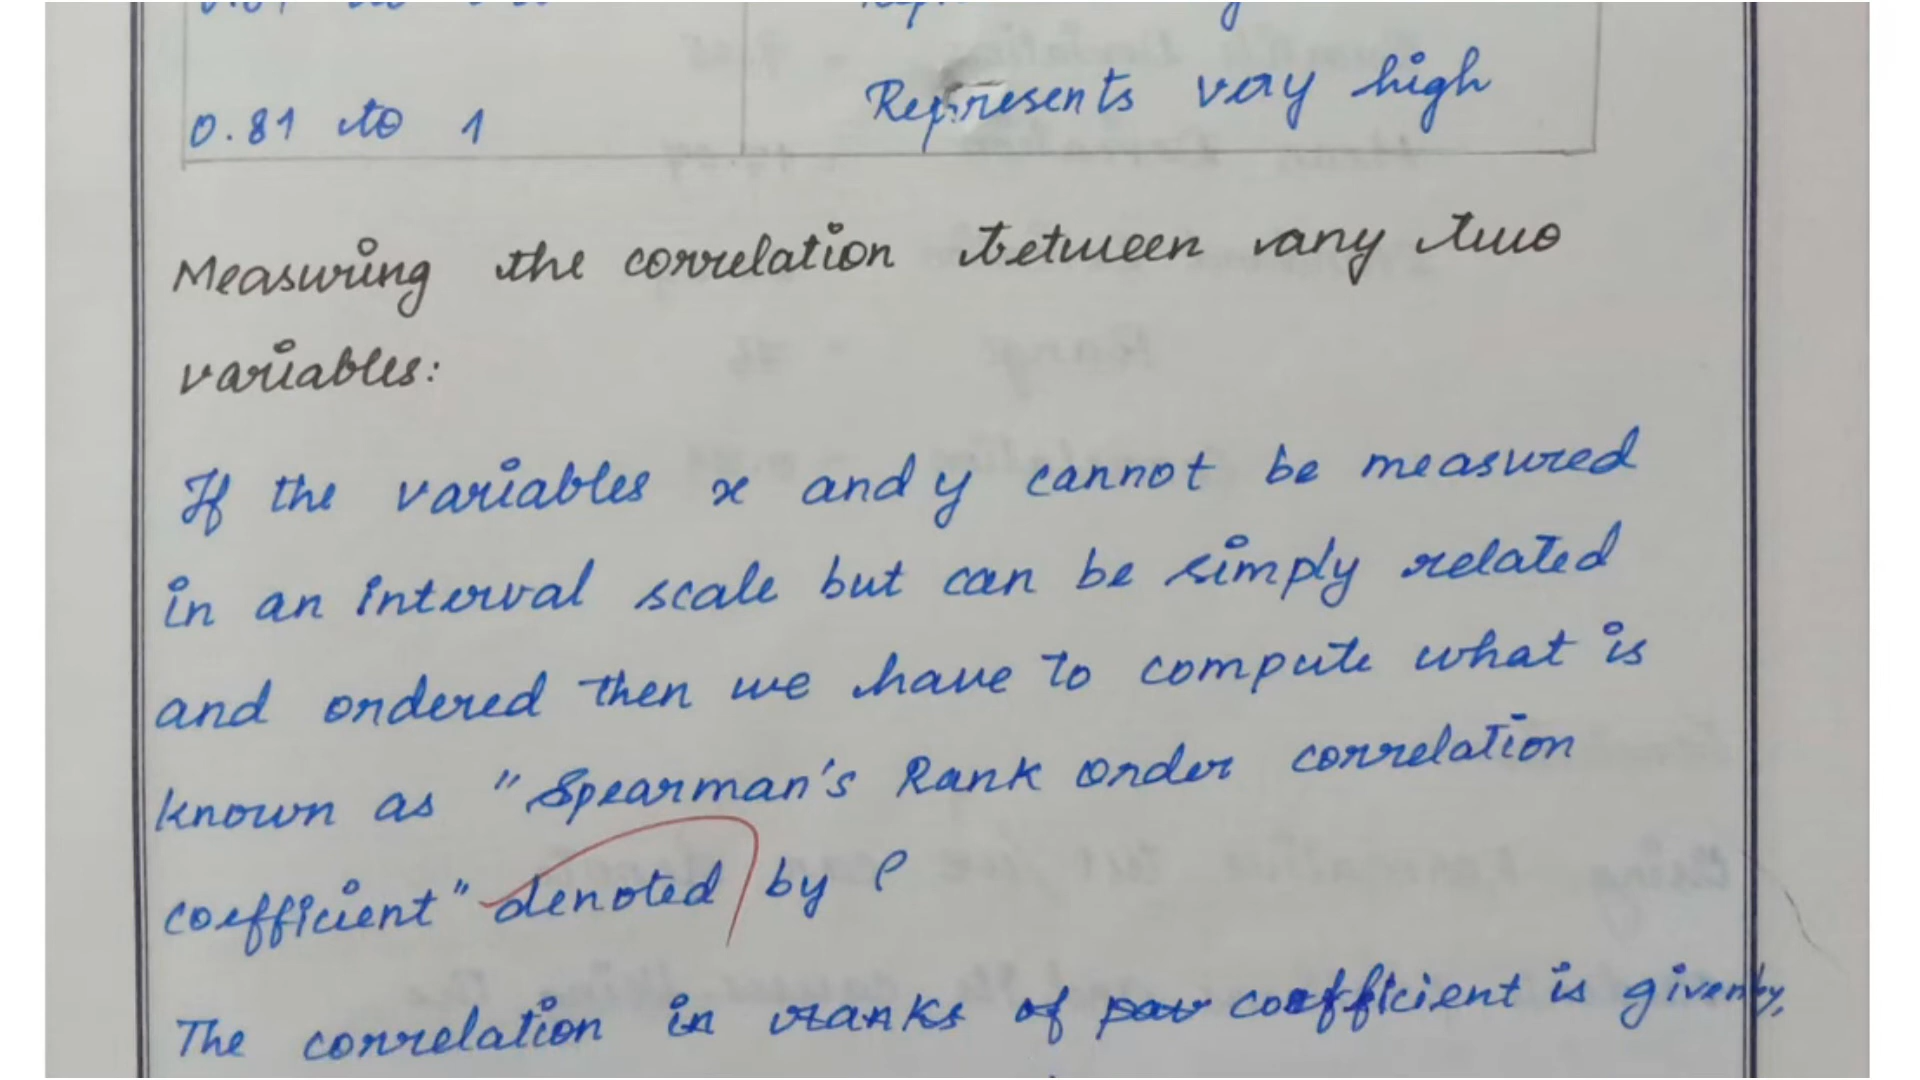 0.81 to 1 Represents very high
Measuring the correlation between any two
variables:
If the variables x and y cannot be measured
in an interval scale but can be simply related
and ordered then we have to compute what is
known as "Spearman's Rank order correlation
coefficient" denoted by ρ
The correlation in ranks of coefficient is given by,